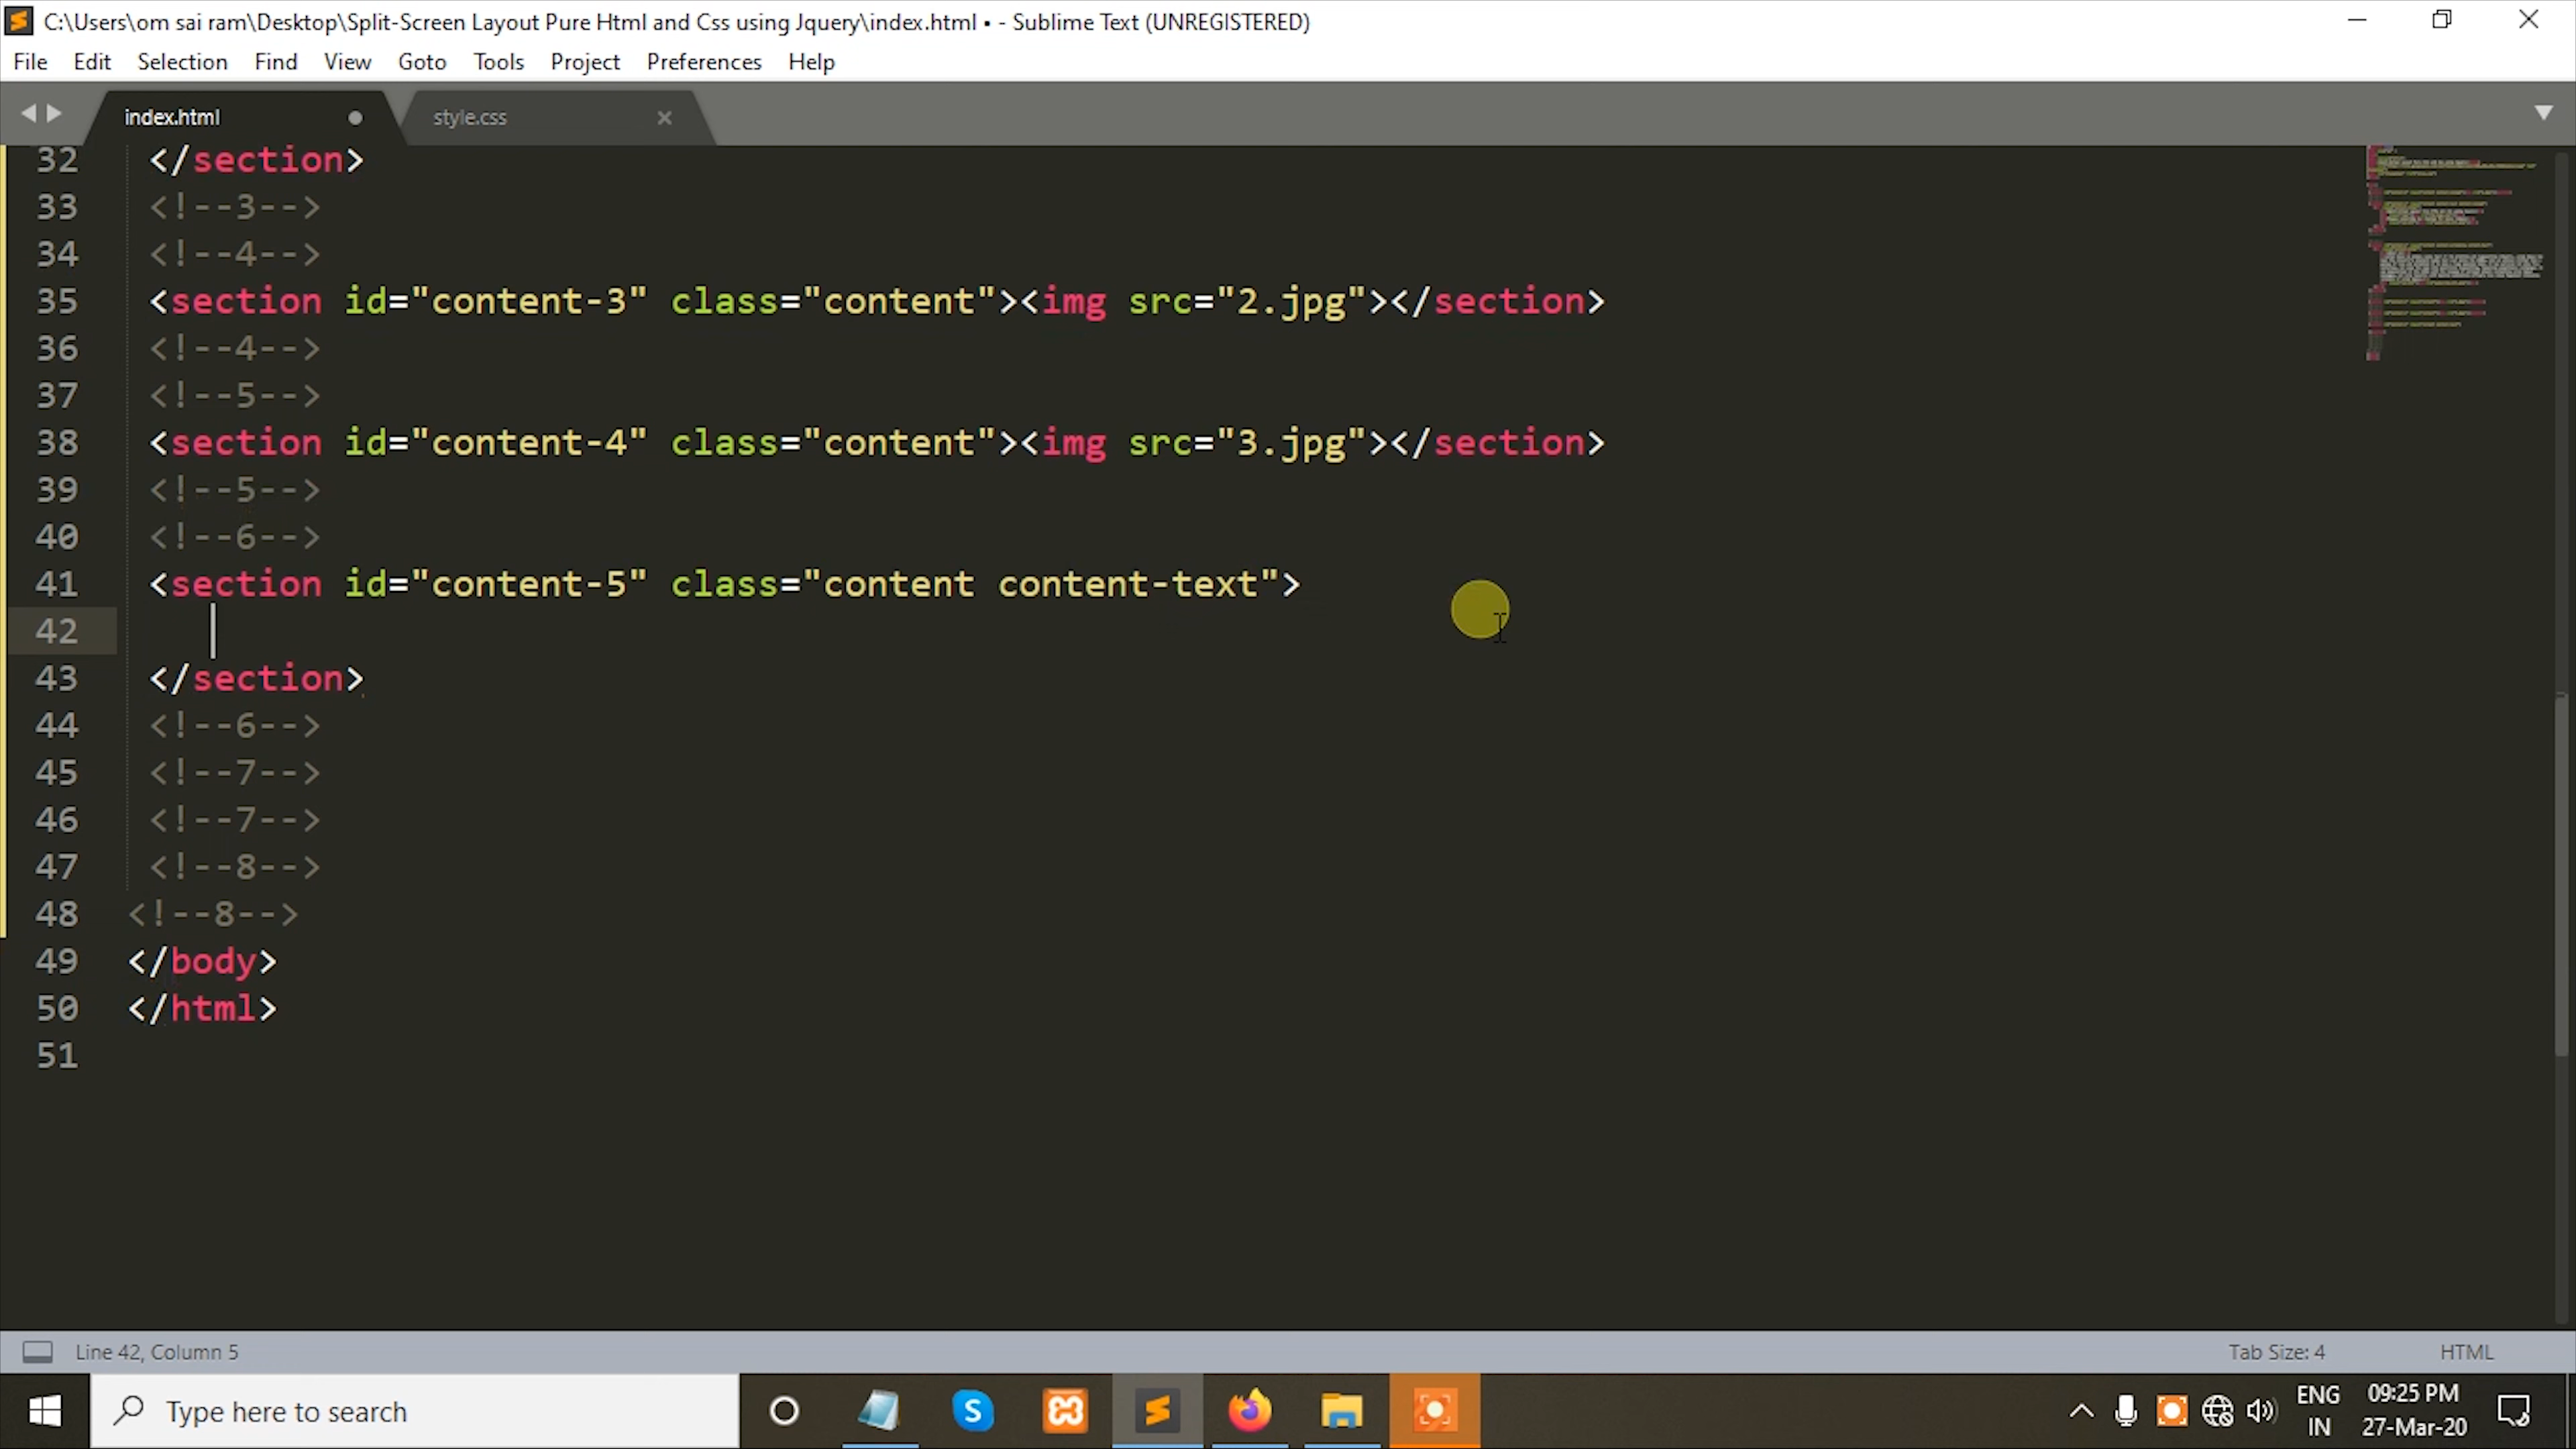 C:\Users\om sai ram\Desktop\Split-Screen Layout Pure Html and Css using Jquery\index.html • - Sublime Text (UNREGISTERED)
File Edit Selection Find View Goto Tools Project Preferences Help
index.html style.css
32 </section>
33 <!--3-->
34 <!--4-->
35 <section id="content-3" class="content"><img src="2.jpg"></section>
36 <!--4-->
37 <!--5-->
38 <section id="content-4" class="content"><img src="3.jpg"></section>
39 <!--5-->
40 <!--6-->
41 <section id="content-5" class="content content-text">
42
43 </section>
44 <!--6-->
45 <!--7-->
46 <!--7-->
47 <!--8-->
48 <!--8-->
49 </body>
50 </html>
51
Line 42, Column 5 Tab Size: 4 HTML
Type here to search
ENG 09:25 PM
IN 27-Mar-20